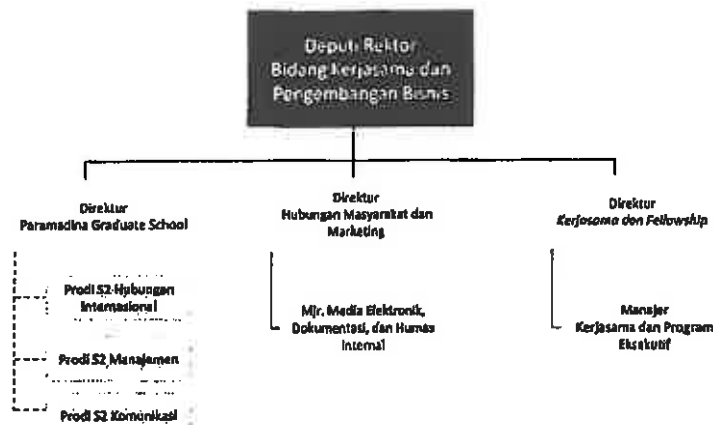 Deputi Rektor
Bidang Kerjasama dan
Pengembangan Bisnis
Direktur
Paramadina Graduate School
Direktur
Hubungan Masyarakat dan
Marketing
Direktur
Kerjasama dan Fellowship
Prodi S2 Hubungan
Internasional
Prodi S2 Manajemen
Prodi S2 Komunikasi
Mjr. Media Elektronik,
Dokumentasi, dan Humas
Internal
Manajer
Kerjasama dan Program
Eksekutif